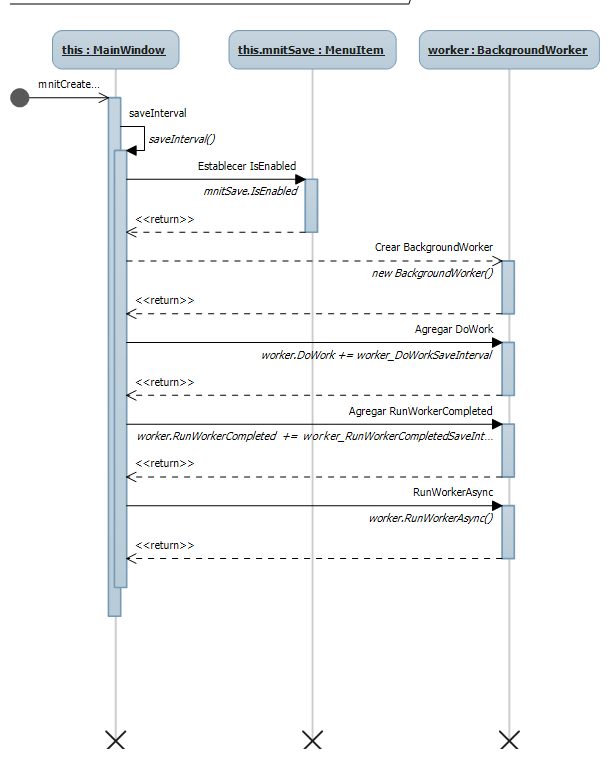 this : MainWindow
this.mnitSave : MenuItem
worker : BackgroundWorker
mnitCreate...
saveInterval
saveInterval()
Establecer IsEnabled
mnitSave.IsEnabled
<<return>>
Crear BackgroundWorker
new BackgroundWorker()
<<return>>
Agregar DoWork
worker.DoWork += worker_DoWorkSaveInterval
<<return>>
Agregar RunWorkerCompleted
worker.RunWorkerCompleted += worker_RunWorkerCompletedSaveInt...
<<return>>
RunWorkerAsync
worker.RunWorkerAsync()
<<return>>